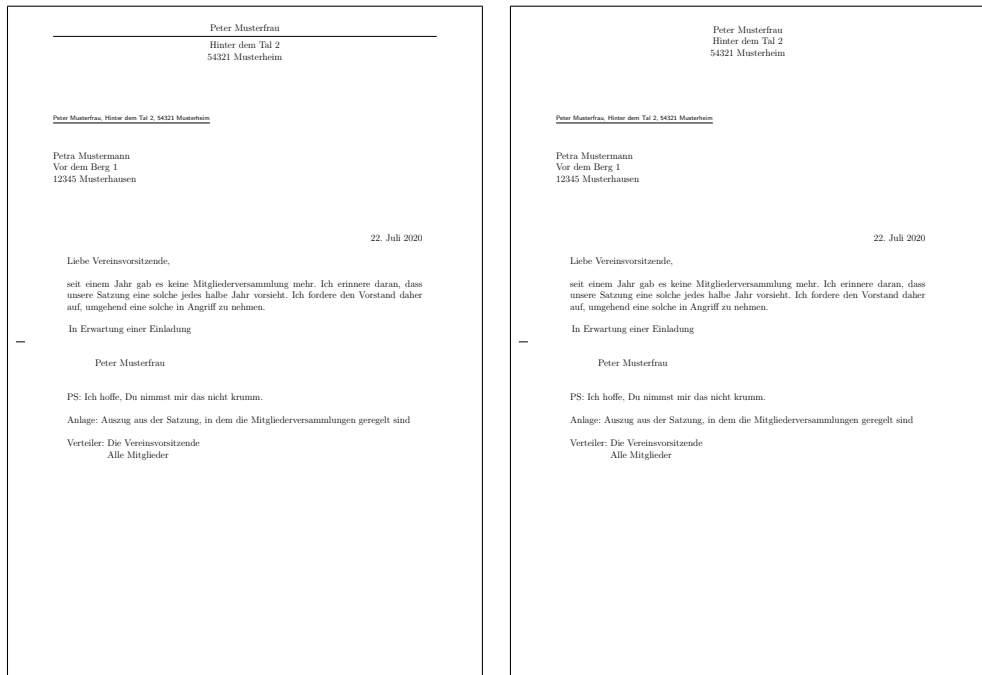 Peter Musterfrau
Hinter dem Tal 2
54321 Musterheim
Peter Musterfrau, Hinter dem Tal 2, 54321 Musterheim
Petra Mustermann
Vor dem Berg 1
12345 Musterhausen
22. Juli 2020
Liebe Vereinsvorsitzende,
seit einem Jahr gab es keine Mitgliederversammlung mehr. Ich erinnere daran, dass
unsere Satzung eine solche jedes halbe Jahr vorsieht. Ich fordere den Vorstand daher
auf, umgehend eine solche in Angriff zu nehmen.
In Erwartung einer Einladung
Peter Musterfrau
PS: Ich hoffe, Du nimmst mir das nicht krumm.
Anlage: Auszug aus der Satzung, in dem die Mitgliederversammlungen geregelt sind
Verteiler: Die Vereinsvorsitzende
Alle Mitglieder
Peter Musterfrau
Hinter dem Tal 2
54321 Musterheim
Peter Musterfrau, Hinter dem Tal 2, 54321 Musterheim
Petra Mustermann
Vor dem Berg 1
12345 Musterhausen
22. Juli 2020
Liebe Vereinsvorsitzende,
seit einem Jahr gab es keine Mitgliederversammlung mehr. Ich erinnere daran, dass
unsere Satzung eine solche jedes halbe Jahr vorsieht. Ich fordere den Vorstand daher
auf, umgehend eine solche in Angriff zu nehmen.
In Erwartung einer Einladung
Peter Musterfrau
PS: Ich hoffe, Du nimmst mir das nicht krumm.
Anlage: Auszug aus der Satzung, in dem die Mitgliederversammlungen geregelt sind
Verteiler: Die Vereinsvorsitzende
Alle Mitglieder